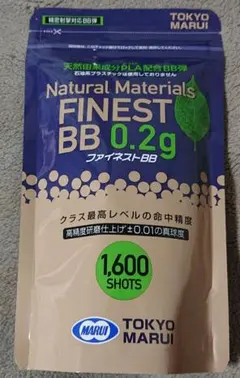 精密射撃対応BB弾
TOKYO
MARUI
天然由来成分PLA配合BB弾
石油系プラスチックは使用しておりません
Natural Materials
FINEST
BB 0.2g
ファイネストBB
クラス最高レベルの命中精度
高精度研磨仕上げ±0.01の真球度
1,600
SHOTS
MARUI
TOKYO
MARUI